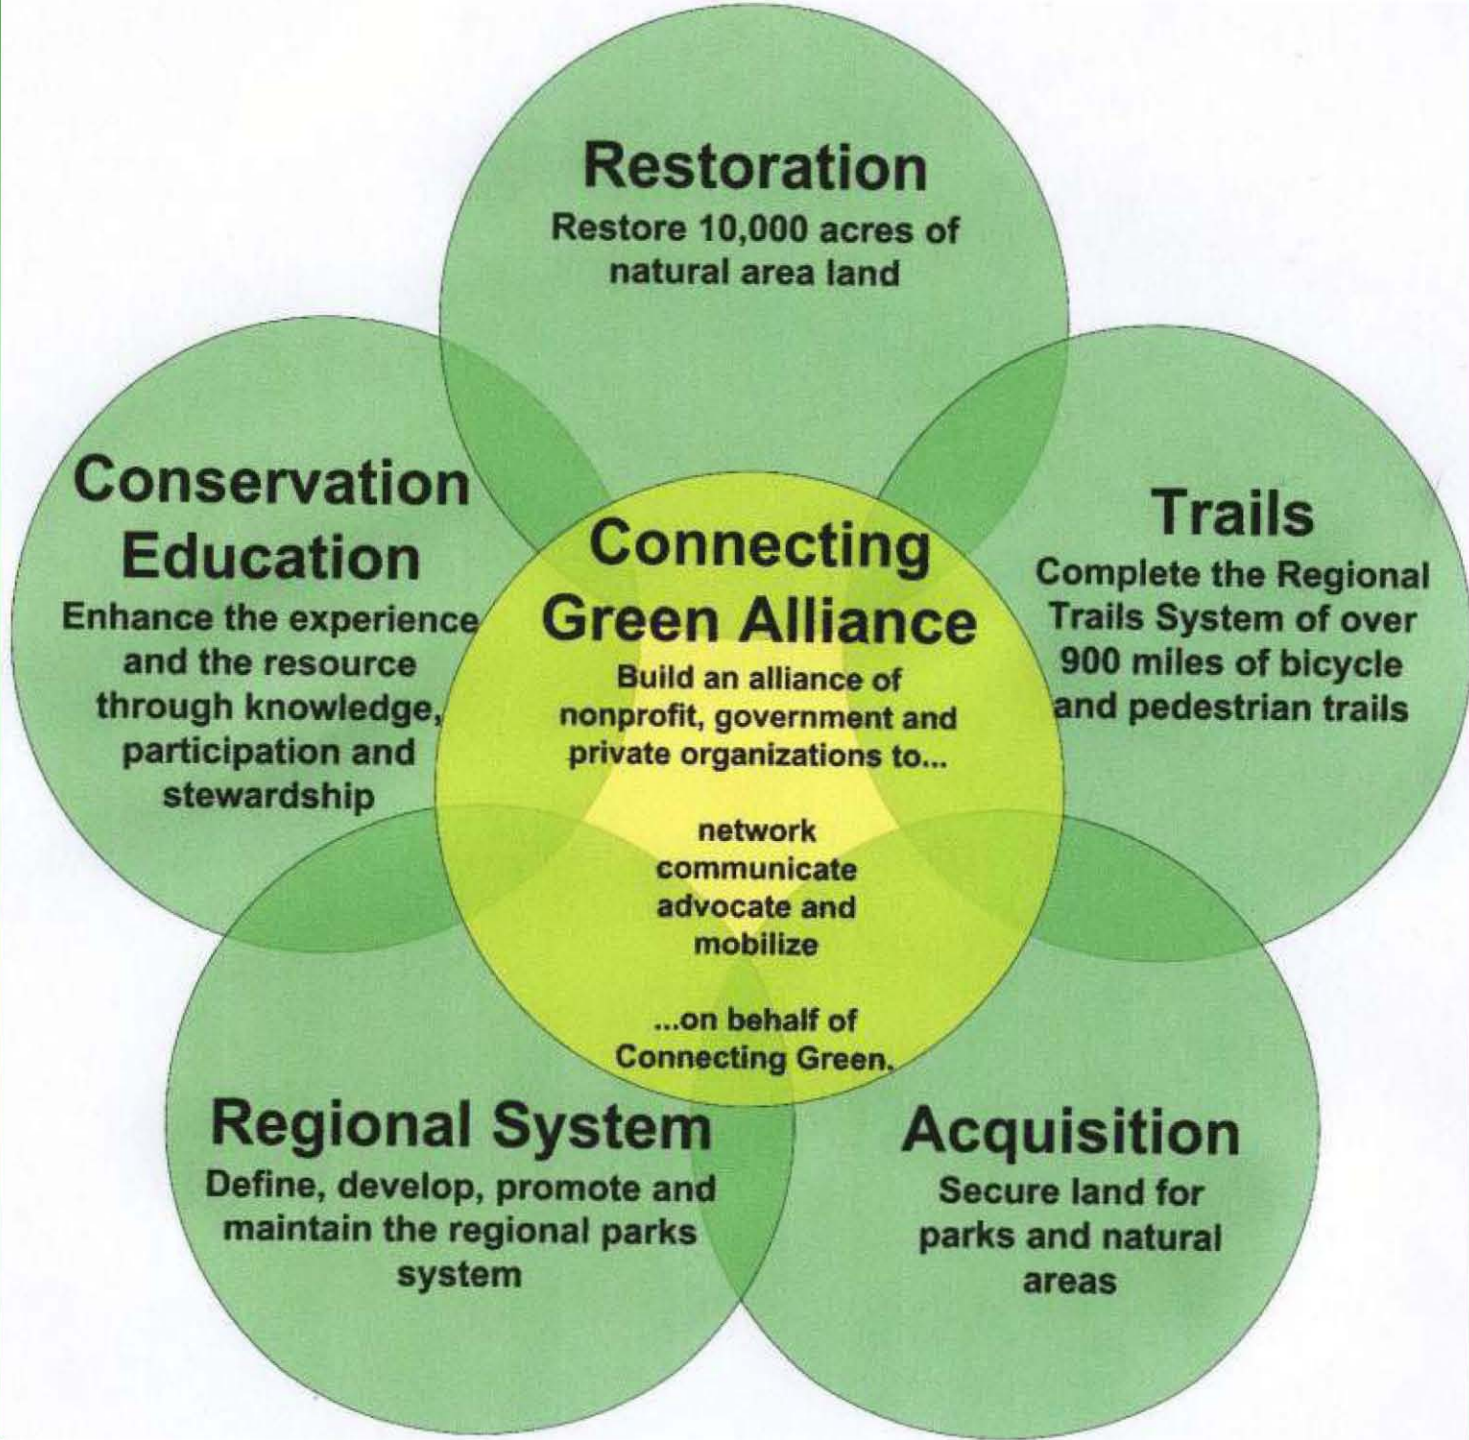 Restoration
Restore 10,000 acres of
natural area land
Conservation
Education
Enhance the experience
and the resource
through knowledge,
participation and
stewardship
Connecting
Green Alliance
Build an alliance of
nonprofit, government and
private organizations to...
network
communicate
advocate and
mobilize
...on behalf of
Connecting Green.
Trails
Complete the Regional
Trails System of over
900 miles of bicycle
and pedestrian trails
Regional System
Define, develop, promote and
maintain the regional parks
system
Acquisition
Secure land for
parks and natural
areas